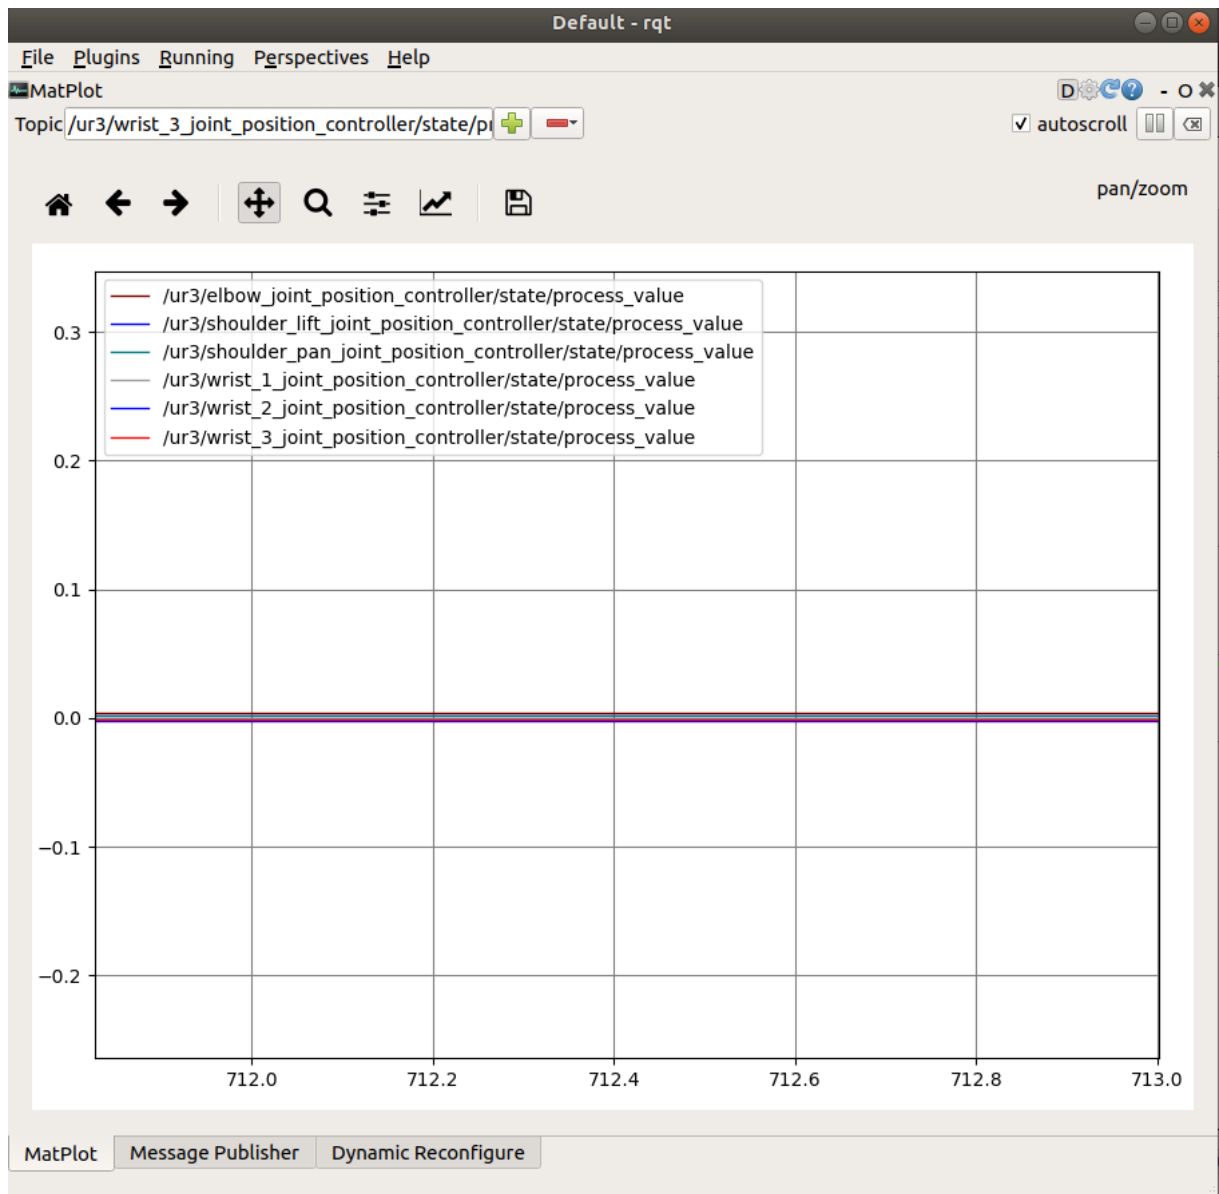 Default - rqt
File Plugins Running Perspectives Help
MatPlot D - O
Topic /ur3/wrist_3_joint_position_controller/state/pr autoscroll
pan/zoom
/ur3/elbow_joint_position_controller/state/process_value
/ur3/shoulder_lift_joint_position_controller/state/process_value
/ur3/shoulder_pan_joint_position_controller/state/process_value
/ur3/wrist_1_joint_position_controller/state/process_value
/ur3/wrist_2_joint_position_controller/state/process_value
/ur3/wrist_3_joint_position_controller/state/process_value
0.3
0.2
0.1
0.0
−0.1
−0.2
712.0 712.2 712.4 712.6 712.8 713.0
MatPlot Message Publisher Dynamic Reconfigure